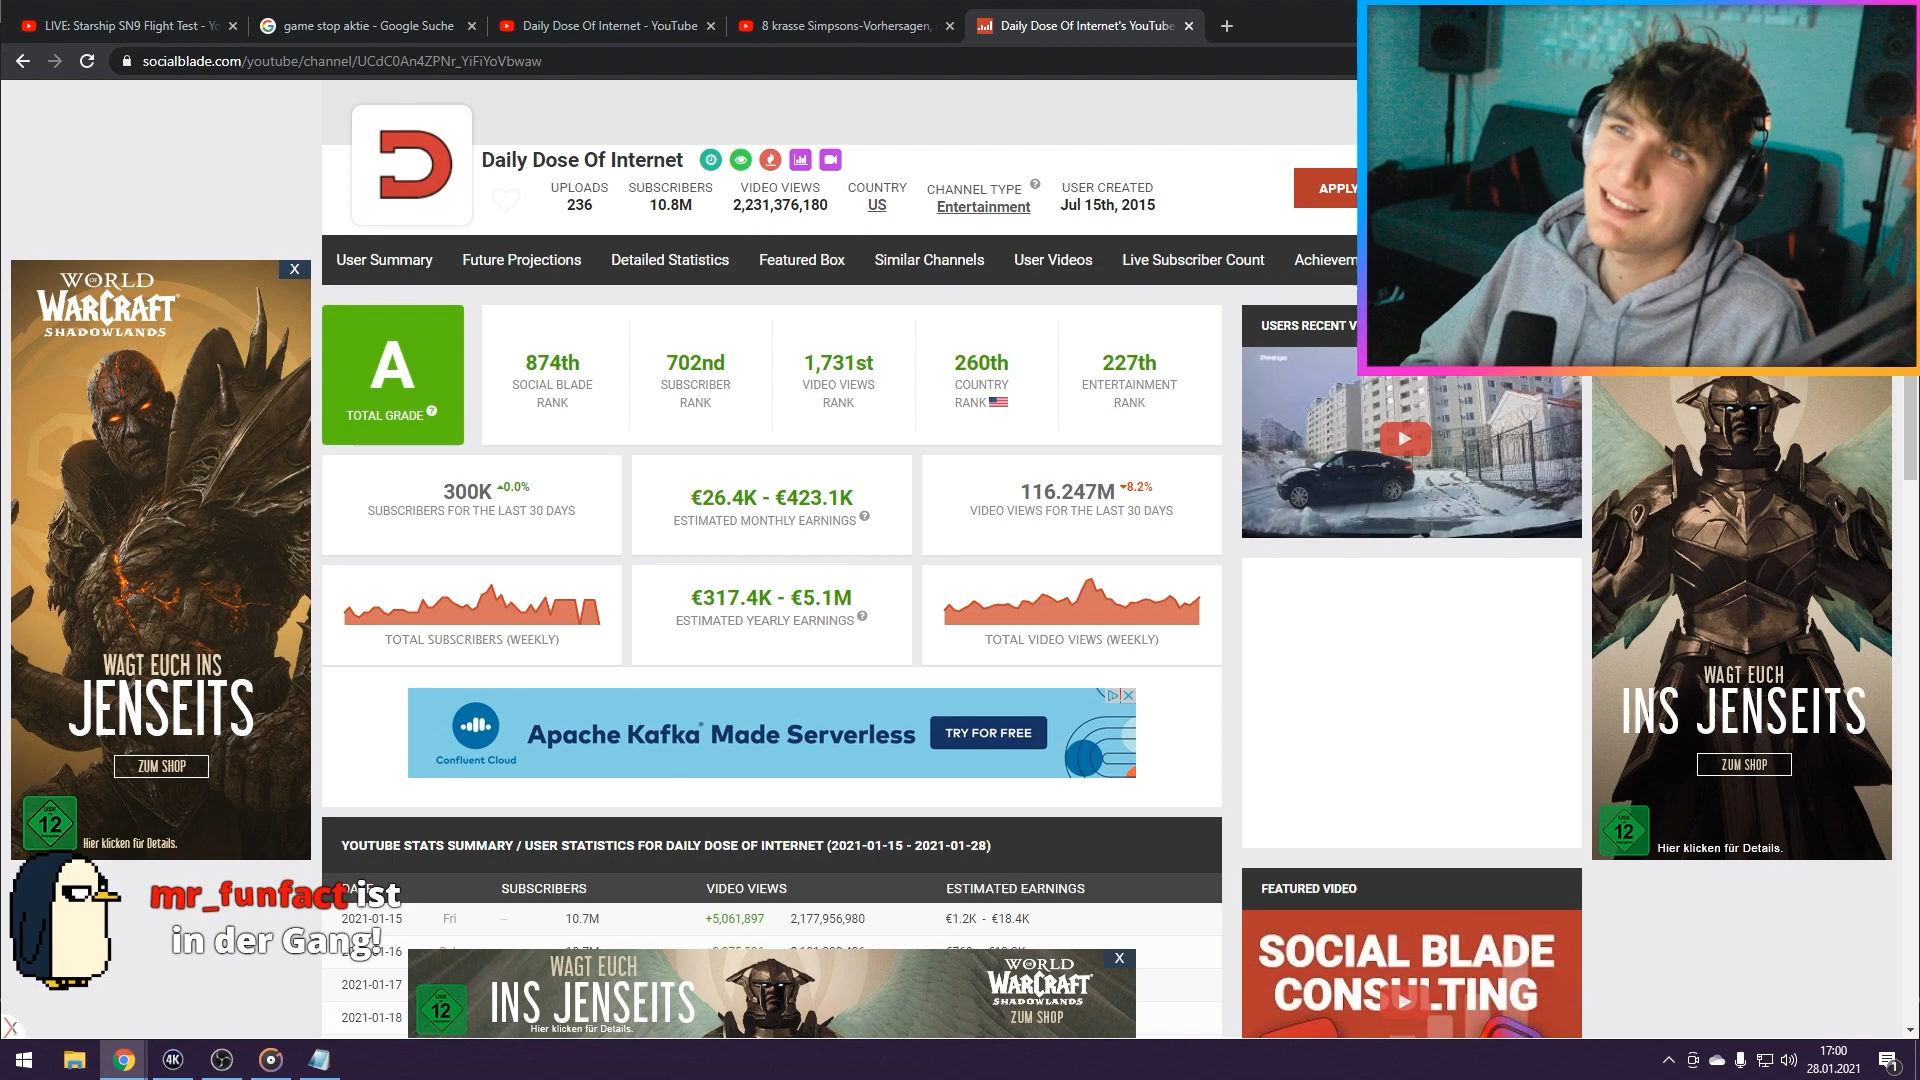 LIVE: Starship SN9 Flight Test - Yo
game stop aktie - Google Suche
Daily Dose Of Internet - YouTube
8 krasse Simpsons-Vorhersagen,
Daily Dose Of Internet's YouTube
socialblade.com/youtube/channel/UCdC0An4ZPNr_YiFiYoVbwaw
Daily Dose Of Internet
UPLOADS
236
SUBSCRIBERS
10.8M
VIDEO VIEWS
2,231,376,180
COUNTRY
US
CHANNEL TYPE
Entertainment
USER CREATED
Jul 15th, 2015
APPLY
User Summary
Future Projections
Detailed Statistics
Featured Box
Similar Channels
User Videos
Live Subscriber Count
Achievem
A
TOTAL GRADE
874th
SOCIAL BLADE
RANK
702nd
SUBSCRIBER
RANK
1,731st
VIDEO VIEWS
RANK
260th
COUNTRY
RANK
227th
ENTERTAINMENT
RANK
300K 0.0%
SUBSCRIBERS FOR THE LAST 30 DAYS
€26.4K - €423.1K
ESTIMATED MONTHLY EARNINGS
116.247M 8.2%
VIDEO VIEWS FOR THE LAST 30 DAYS
TOTAL SUBSCRIBERS (WEEKLY)
€317.4K - €5.1M
ESTIMATED YEARLY EARNINGS
TOTAL VIDEO VIEWS (WEEKLY)
USERS RECENT V
Prestigio
X
WORLD OF
WARCRAFT
SHADOWLANDS
WAGT EUCH INS
JENSEITS
ZUM SHOP
USK
12
Hier klicken für Details.
WAGT EUCH
INS JENSEITS
ZUM SHOP
USK
12
Hier klicken für Details.
Confluent Cloud
Apache Kafka® Made Serverless
TRY FOR FREE
YOUTUBE STATS SUMMARY / USER STATISTICS FOR DAILY DOSE OF INTERNET (2021-01-15 - 2021-01-28)
SUBSCRIBERS
VIDEO VIEWS
ESTIMATED EARNINGS
2021-01-15 Fri -- 10.7M +5,061,897 2,177,956,980 €1.2K - €18.4K
2021-01-17
2021-01-18
mr_funfact ist
in der Gang!
WAGT EUCH
INS JENSEITS
Hier klicken für Details.
USK
12
WORLD OF
WARCRAFT
SHADOWLANDS
ZUM SHOP
X
FEATURED VIDEO
SOCIAL BLADE
CONSULTING
4K
17:00
28.01.2021
1